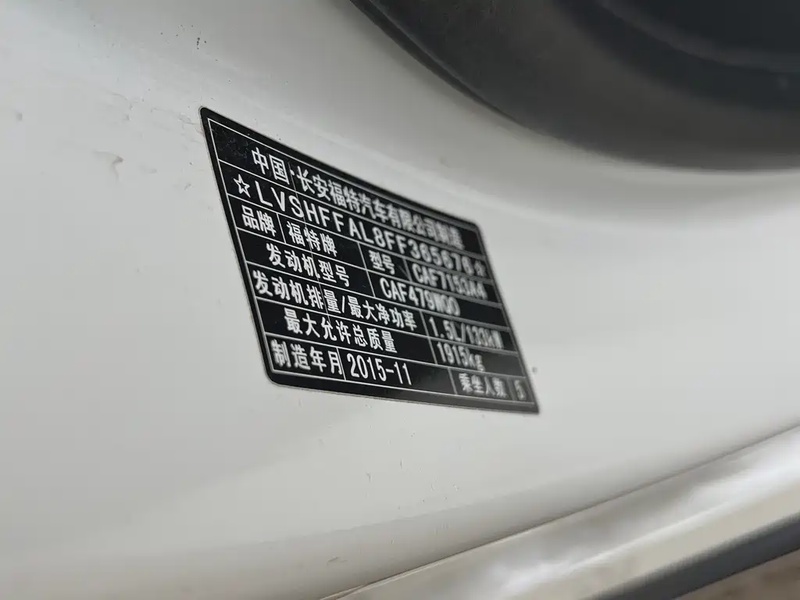 中国·长安福特汽车有限公司制造
☆LVSHFFAL8FF365670☆
品牌 福特牌 型号 CAF7153A4
发动机型号 CAF479WQ0
发动机排量/最大净功率 1.5L/133kW
最大允许总质量 1915kg
制造年月 2015-11 乘坐人数 5